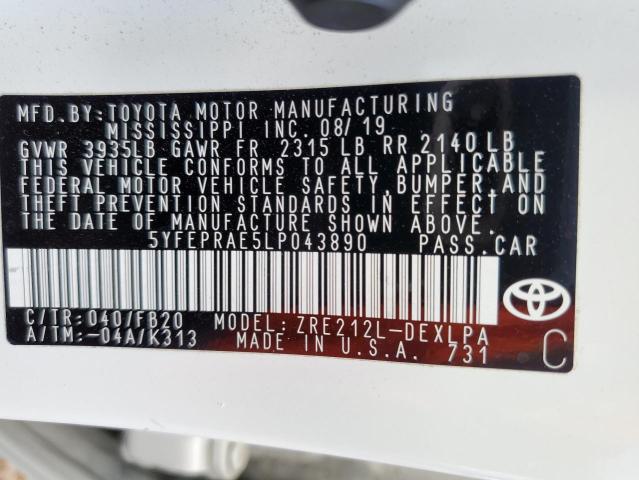 MFD.BY:TOYOTA MOTOR MANUFACTURING
MISSISSIPPI INC. 08/19
GVWR 3935LB GAWR FR 2315 LB RR 2140 LB
THIS VEHICLE CONFORMS TO ALL APPLICABLE
FEDERAL MOTOR VEHICLE SAFETY,BUMPER,AND
THEFT PREVENTION STANDARDS IN EFFECT ON
THE DATE OF MANUFACTURE SHOWN ABOVE.
5YFEPRAE5LP043890 PASS.CAR
C/TR:040/FB20 MODEL:ZRE212L-DEXLPA
A/TM:-04A/K313 MADE IN U.S.A. 731 C